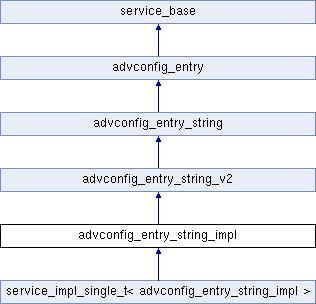 service_base
advconfig_entry
advconfig_entry_string
advconfig_entry_string_v2
advconfig_entry_string_impl
service_impl_single_t< advconfig_entry_string_impl >